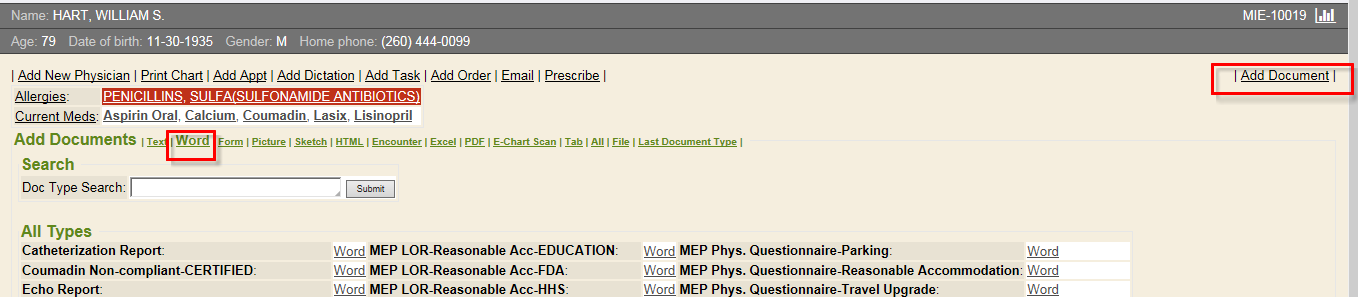 Name: HART, WILLIAM S. MIE-10019
Age: 79 Date of birth: 11-30-1935 Gender: M Home phone: (260) 444-0099
| Add New Physician | Print Chart | Add Appt | Add Dictation | Add Task | Add Order | Email | Prescribe | | Add Document |
Allergies: PENICILLINS, SULFA(SULFONAMIDE ANTIBIOTICS)
Current Meds: Aspirin Oral, Calcium, Coumadin, Lasix, Lisinopril
Add Documents | Text | Word | Form | Picture | Sketch | HTML | Encounter | Excel | PDF | E-Chart Scan | Tab | All | File | Last Document Type |
Search
Doc Type Search: Submit
All Types
Catheterization Report: Word MEP LOR-Reasonable Acc-EDUCATION: Word MEP Phys. Questionnaire-Parking: Word
Coumadin Non-compliant-CERTIFIED: Word MEP LOR-Reasonable Acc-FDA: Word MEP Phys. Questionnaire-Reasonable Accommodation: Word
Echo Report: Word MEP LOR-Reasonable Acc-HHS: Word MEP Phys. Questionnaire-Travel Upgrade: Word